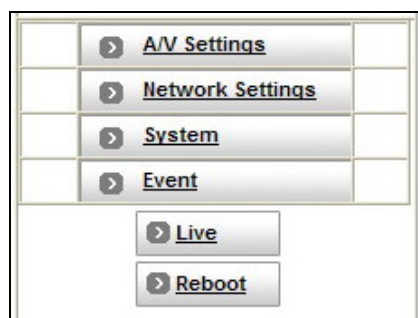 A/V Settings
Network Settings
System
Event
Live
Reboot